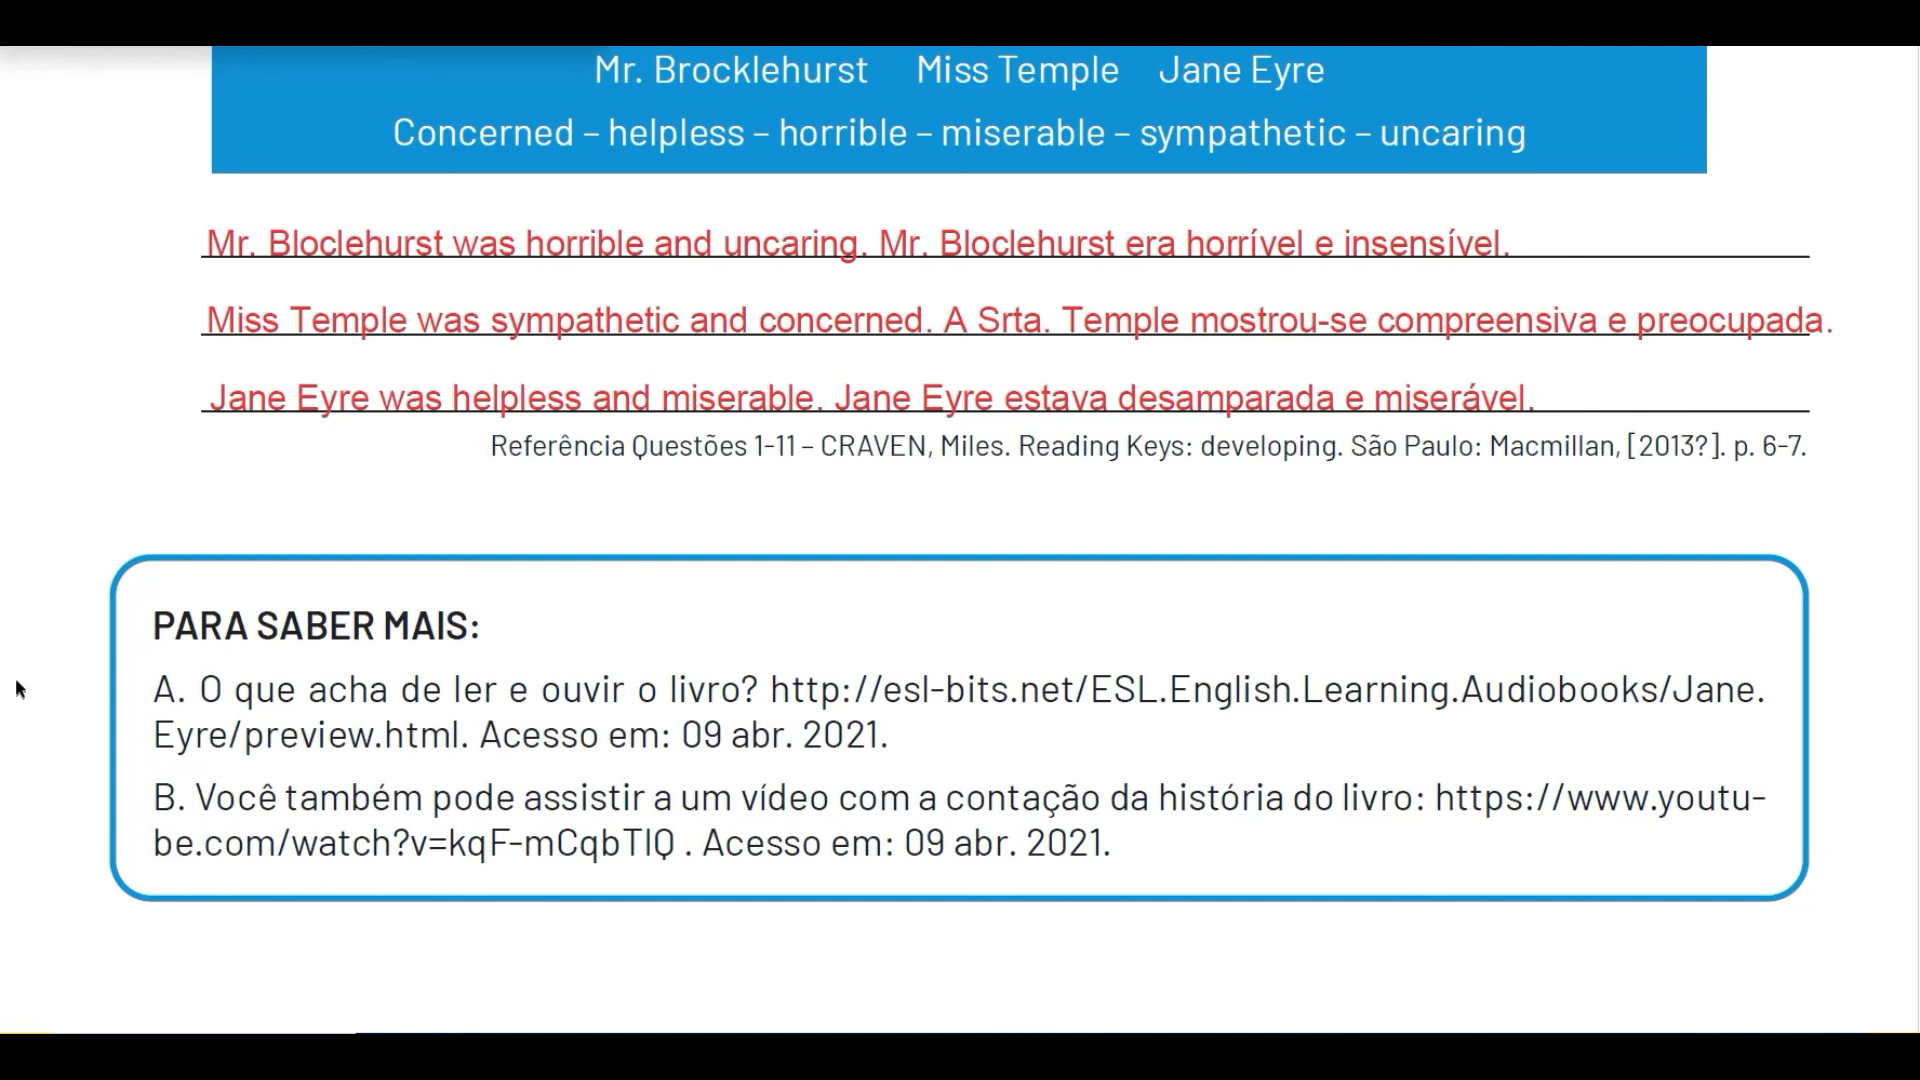 Mr. Brocklehurst Miss Temple Jane Eyre
Concerned – helpless – horrible – miserable – sympathetic – uncaring
Mr. Bloclehurst was horrible and uncaring. Mr. Bloclehurst era horrível e insensível.
Miss Temple was sympathetic and concerned. A Srta. Temple mostrou-se compreensiva e preocupada.
Jane Eyre was helpless and miserable. Jane Eyre estava desamparada e miserável.
Referência Questões 1-11 – CRAVEN, Miles. Reading Keys: developing. São Paulo: Macmillan, [2013?]. p. 6-7.
PARA SABER MAIS:
A. O que acha de ler e ouvir o livro? http://esl-bits.net/ESL.English.Learning.Audiobooks/Jane.
Eyre/preview.html. Acesso em: 09 abr. 2021.
B. Você também pode assistir a um vídeo com a contação da história do livro: https://www.youtu-
be.com/watch?v=kqF-mCqbTlQ . Acesso em: 09 abr. 2021.